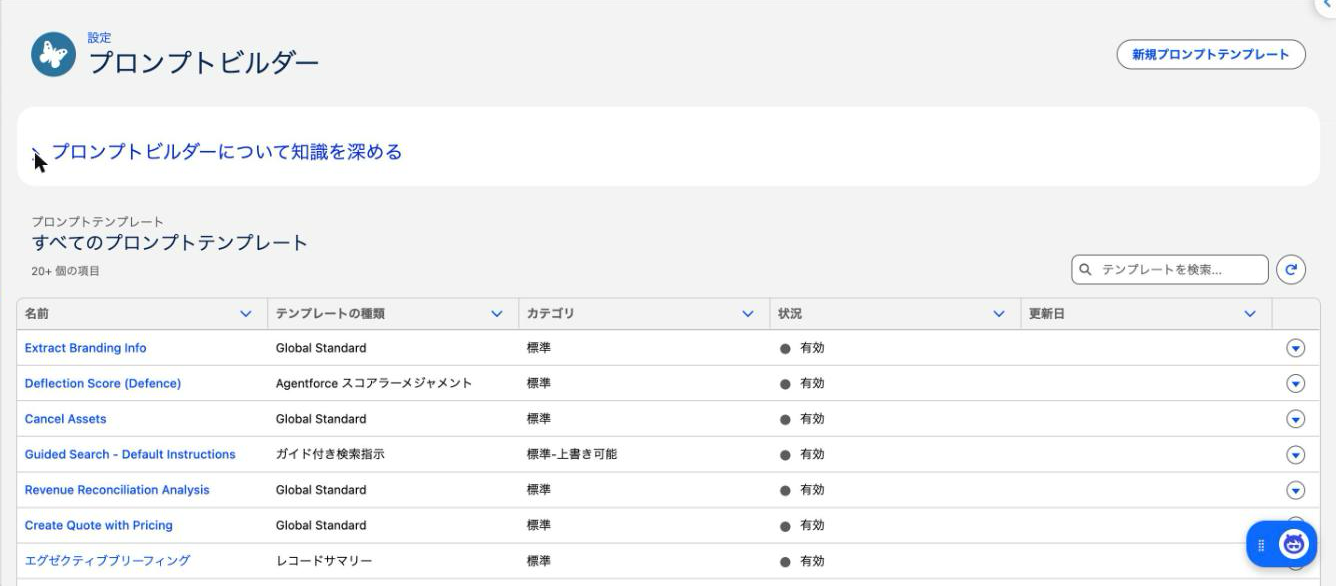 設定
プロンプトビルダー
新規プロンプトテンプレート
プロンプトビルダーについて知識を深める
プロンプトテンプレート
すべてのプロンプトテンプレート
20+ 個の項目
テンプレートを検索...
名前 テンプレートの種類 カテゴリ 状況 更新日
Extract Branding Info Global Standard 標準 有効
Deflection Score (Defence) Agentforce スコアラーメジャメント 標準 有効
Cancel Assets Global Standard 標準 有効
Guided Search - Default Instructions ガイド付き検索指示 標準-上書き可能 有効
Revenue Reconciliation Analysis Global Standard 標準 有効
Create Quote with Pricing Global Standard 標準 有効
エグゼクティブブリーフィング レコードサマリー 標準 有効